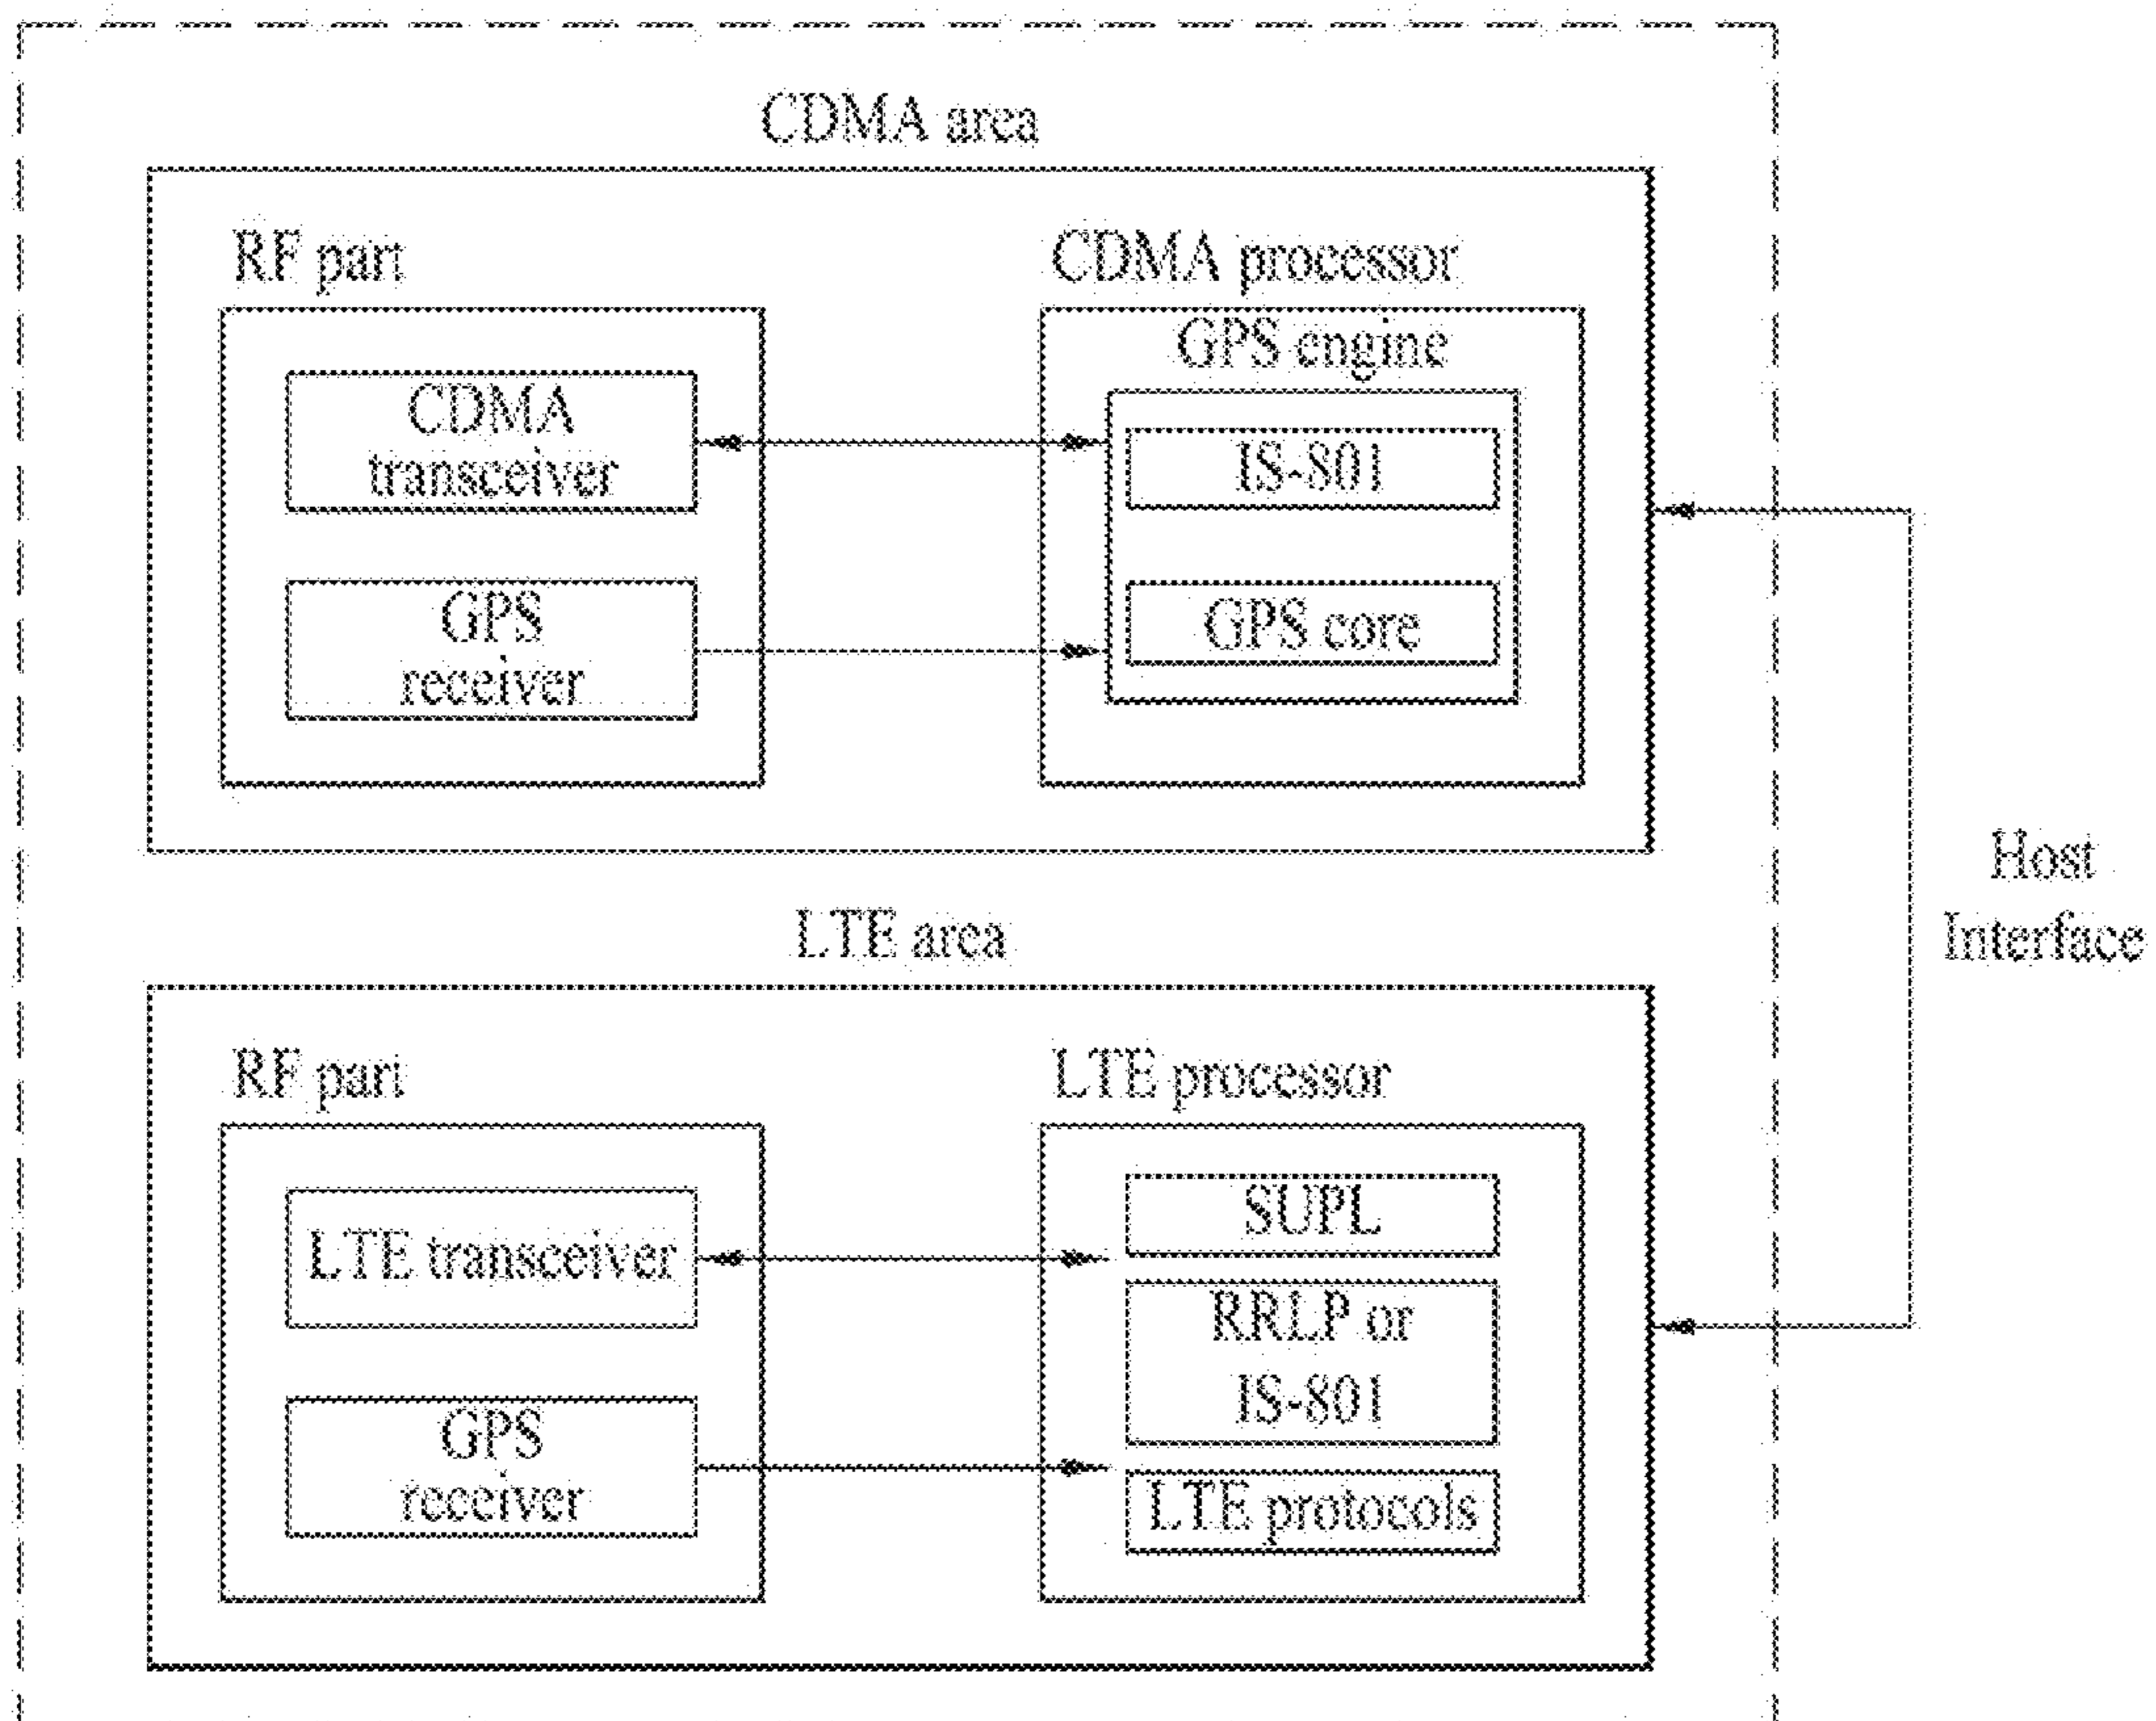 CDMA area
RF part
CDMA processor
CDMA
transceiver
GPS
receiver
GPS engine
IS-801
GPS core
Host
Interface
LTE area
RF part
LTE processor
LTE transceiver
GPS
receiver
SUPL
RRLP or
IS-801
LTE protocols